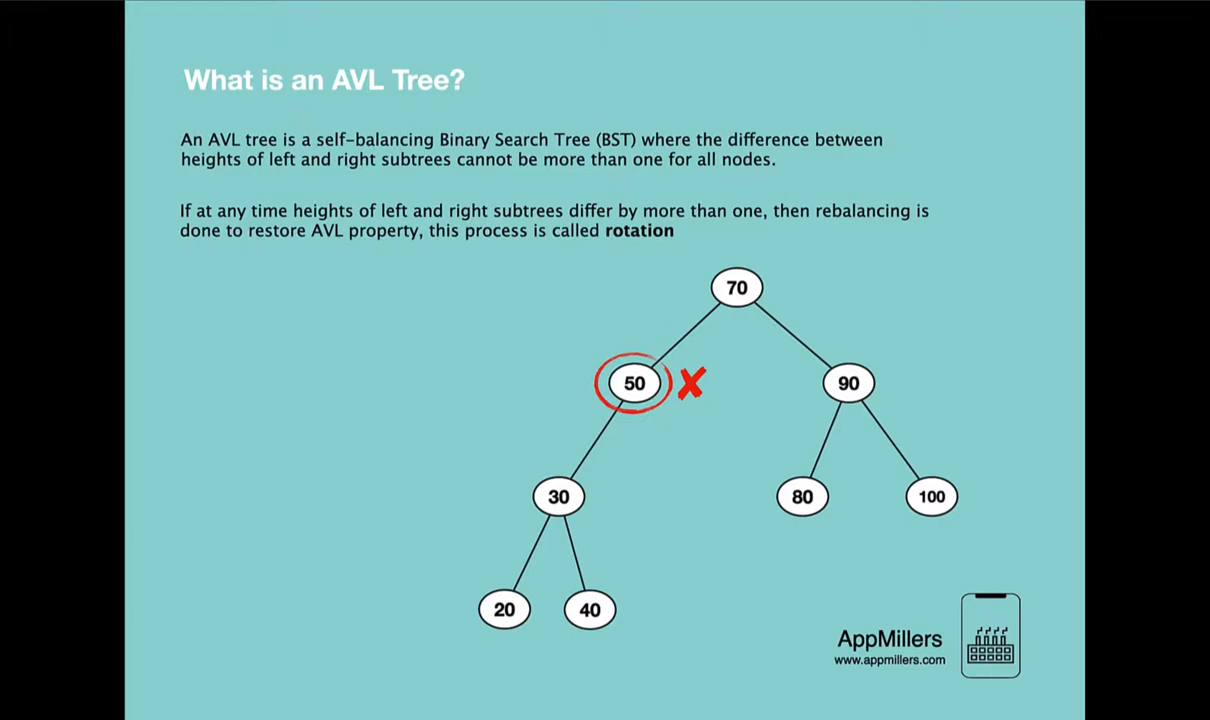 What is an AVL Tree?
An AVL tree is a self-balancing Binary Search Tree (BST) where the difference between
heights of left and right subtrees cannot be more than one for all nodes.
If at any time heights of left and right subtrees differ by more than one, then rebalancing is
done to restore AVL property, this process is called rotation
70
50
90
30
80
100
20
40
AppMillers
www.appmillers.com